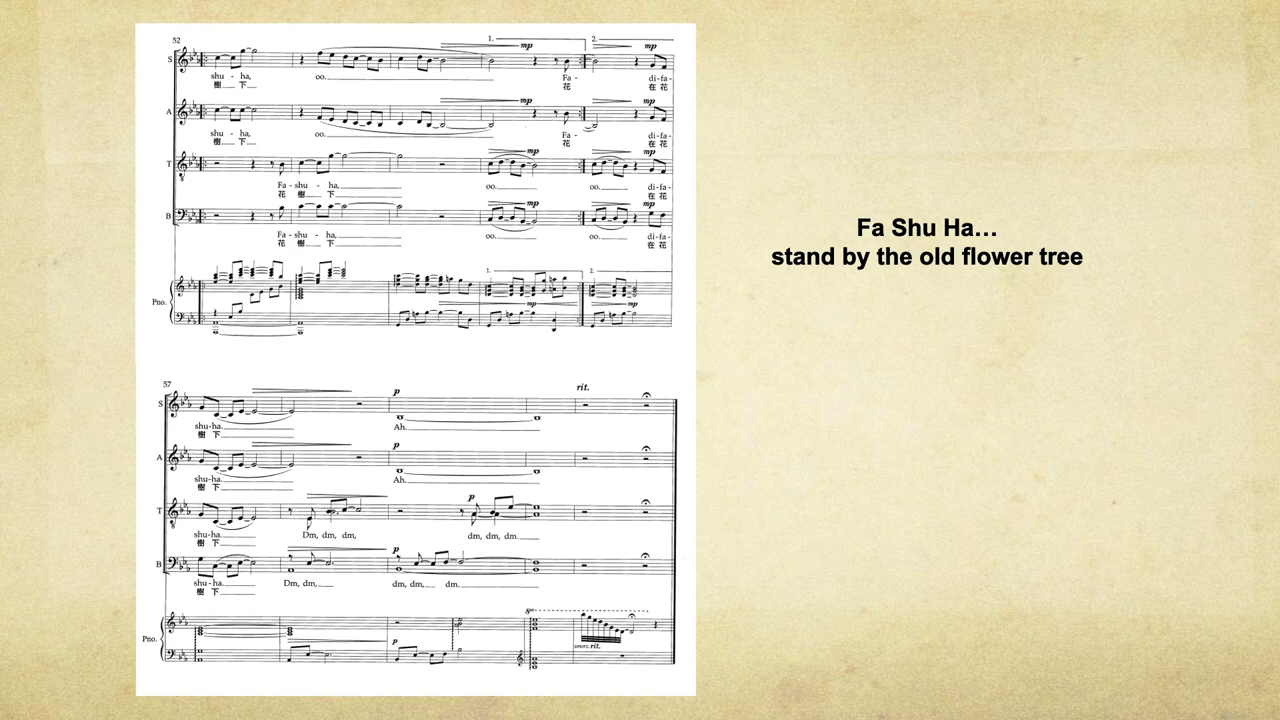 52
1. 2.
S mp mp
shu - ha, oo. Fa - di-fa-
樹 下 花 在 花
A mp mp
shu - ha, oo. Fa - di-fa-
樹 下 花 在 花
T mp mp
Fa - shu - ha, oo. oo. di-fa-
花 樹 下 在 花
B mp mp
Fa - shu - ha, oo. oo. di-fa-
花 樹 下 在 花
1. 2.
Pno. mp mp
Fa Shu Ha…
stand by the old flower tree
57
S p rit.
shu-ha. Ah.
樹 下
A p
shu-ha. Ah.
樹 下
T p
shu-ha. Dm, dm, dm, dm, dm, dm.
樹 下
B p
shu-ha. Dm, dm, dm, dm, dm.
樹 下
8va
Pno. p rit.